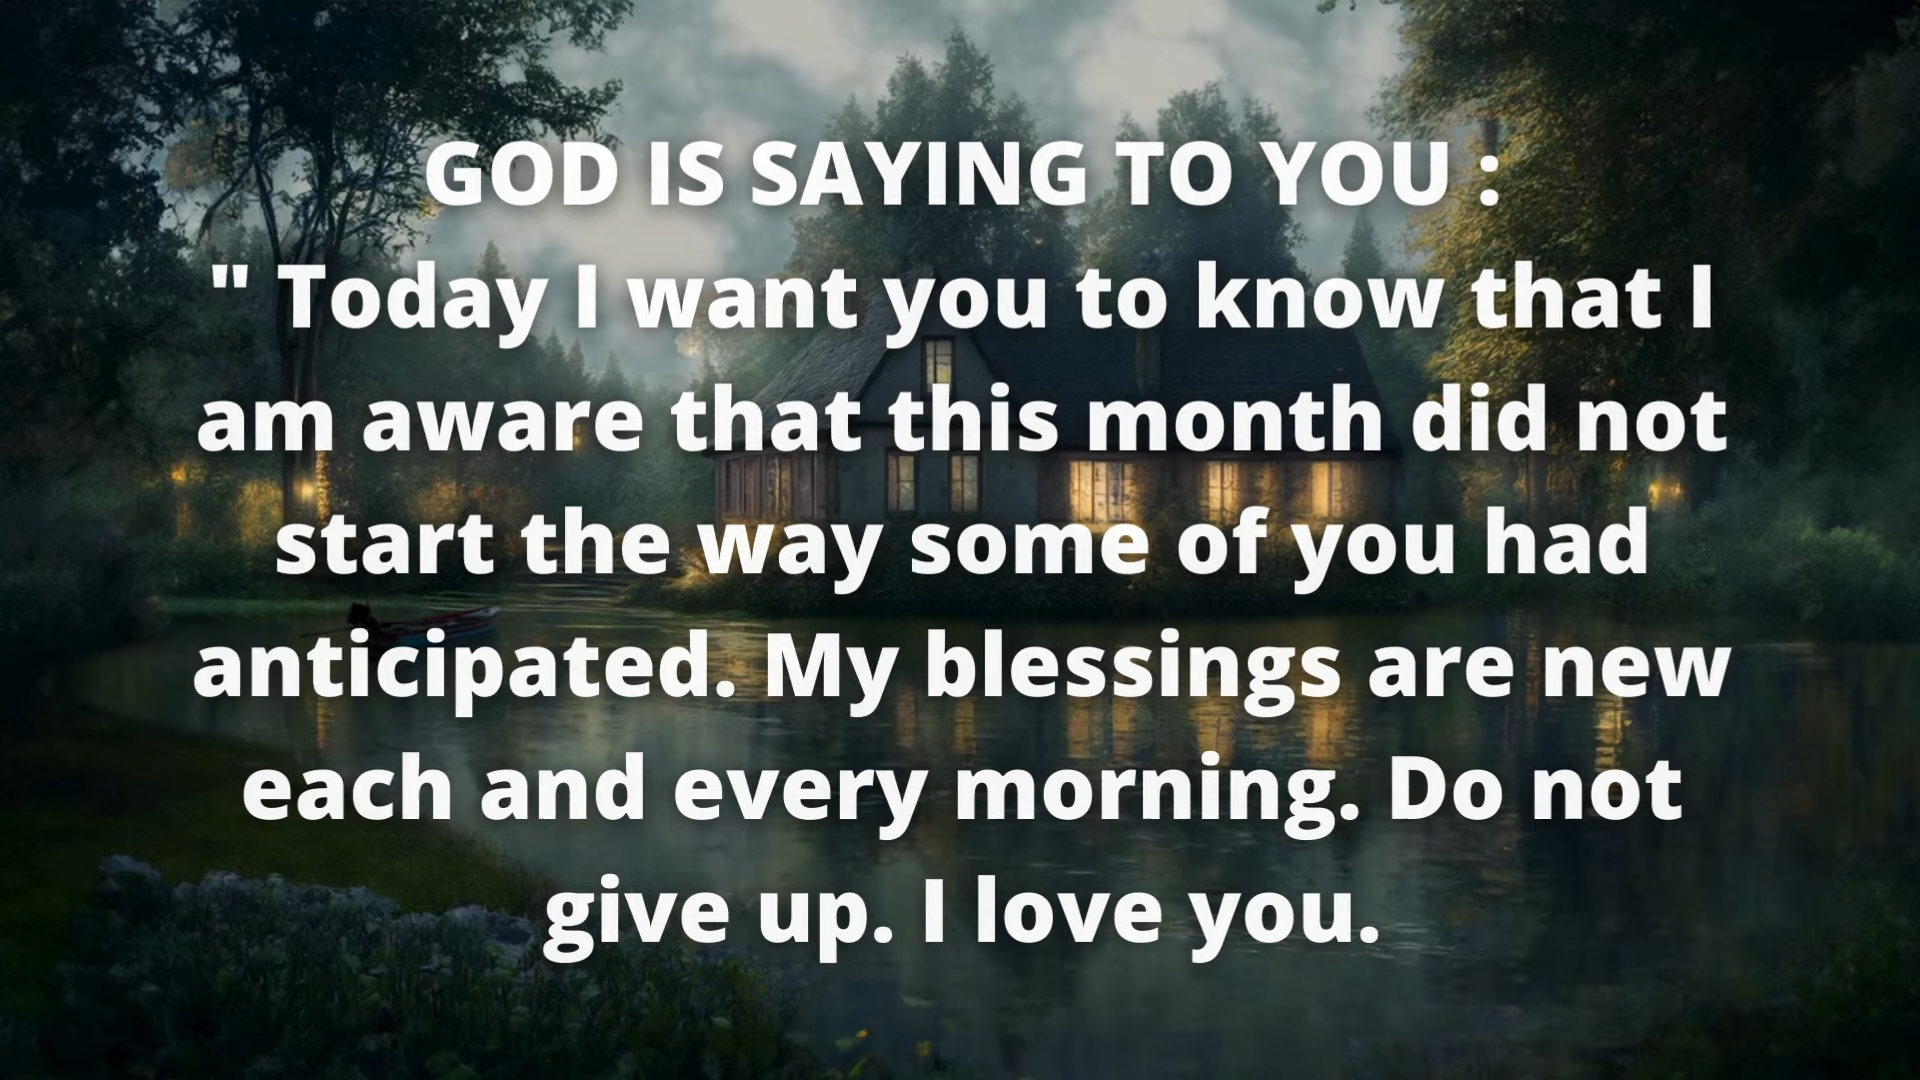 GOD IS SAYING TO YOU :
" Today I want you to know that I
am aware that this month did not
start the way some of you had
anticipated. My blessings are new
each and every morning. Do not
give up. I love you.